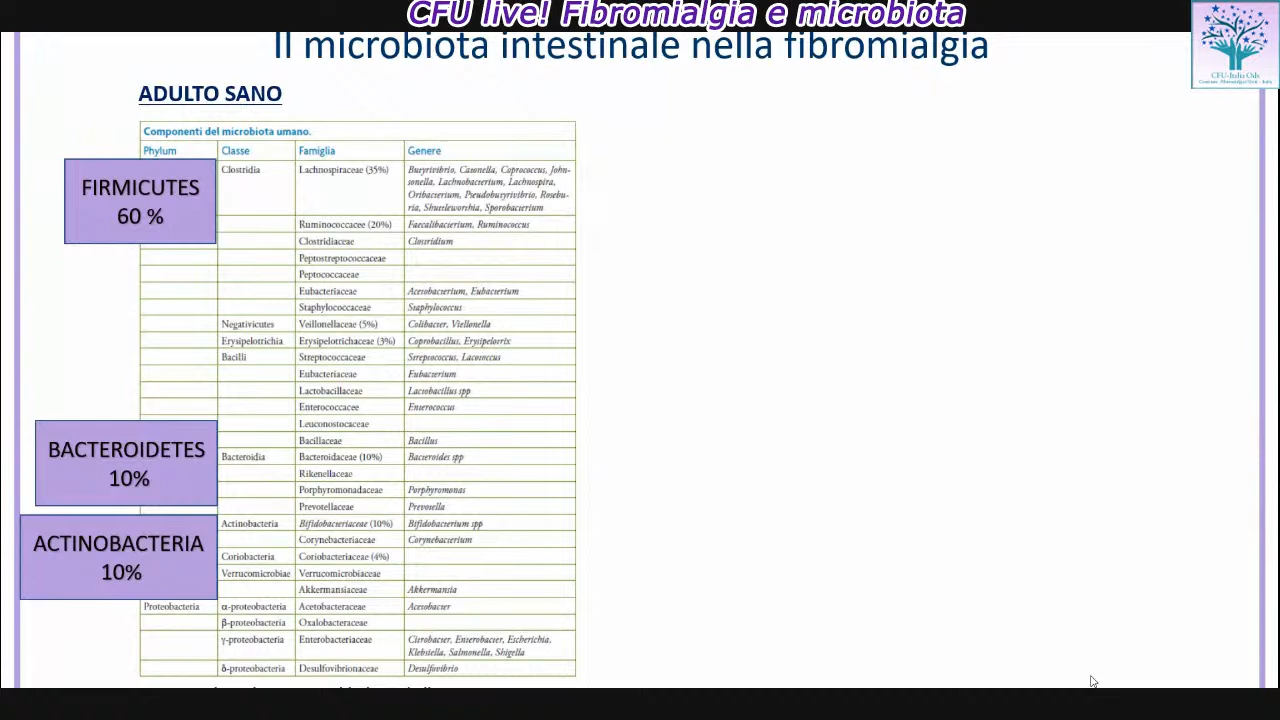 CFU live! Fibromialgia e microbiota
Il microbiota intestinale nella fibromialgia
CFU-Italia Odv
ADULTO SANO
Componenti del microbiota umano.
Phylum Classe Famiglia Genere
FIRMICUTES
60 %
Clostridia Lachnospiraceae (35%) Butyrivibrio, Catonella, Coprococcus, John-
sonella, Lachnobacterium, Lachnospira,
Oribacterium, Pseudobutyrivibrio, Rosebu-
ria, Shuttleworthia, Sporobacterium
Ruminococcaceae (20%) Faecalibacterium, Ruminococcus
Clostridiaceae Clostridium
Peptostreptococcaceae
Peptococcaceae
Eubacteriaceae Acetobacterium, Eubacterium
Staphylococcaceae Staphylococcus
Negativicutes Veillonellaceae (5%) Colibacter, Viellonella
Erysipelotrichia Erysipelotrichaceae (3%) Coprobacillus, Erysipelotrix
Bacilli Streptococcaceae Streptococcus, Lactococcus
Eubacteriaceae Eubacterium
Lactobacillaceae Lactobacillus spp
Enterococcaceae Enterococcus
Leuconostocaceae
Bacillaceae Bacillus
BACTEROIDETES
10%
Bacteroidia Bacteroidaceae (10%) Bacteroides spp
Rikenellaceae
Porphyromonadaceae Porphyromonas
Prevotellaceae Prevotella
ACTINOBACTERIA
10%
Actinobacteria Bifidobacteriaceae (10%) Bifidobacterium spp
Corynebacteriaceae Corynebacterium
Coriobacteria Coriobacteriaceae (4%)
Verrucomicrobiae Verrucomicrobiaceae
Akkermansiaceae Akkermansia
Proteobacteria α-proteobacteria Acetobacteraceae Acetobacter
β-proteobacteria Oxalobacteraceae
γ-proteobacteria Enterobacteriaceae Citrobacter, Enterobacter, Escherichia,
Klebsiella, Salmonella, Shigella
δ-proteobacteria Desulfovibrionaceae Desulfovibrio